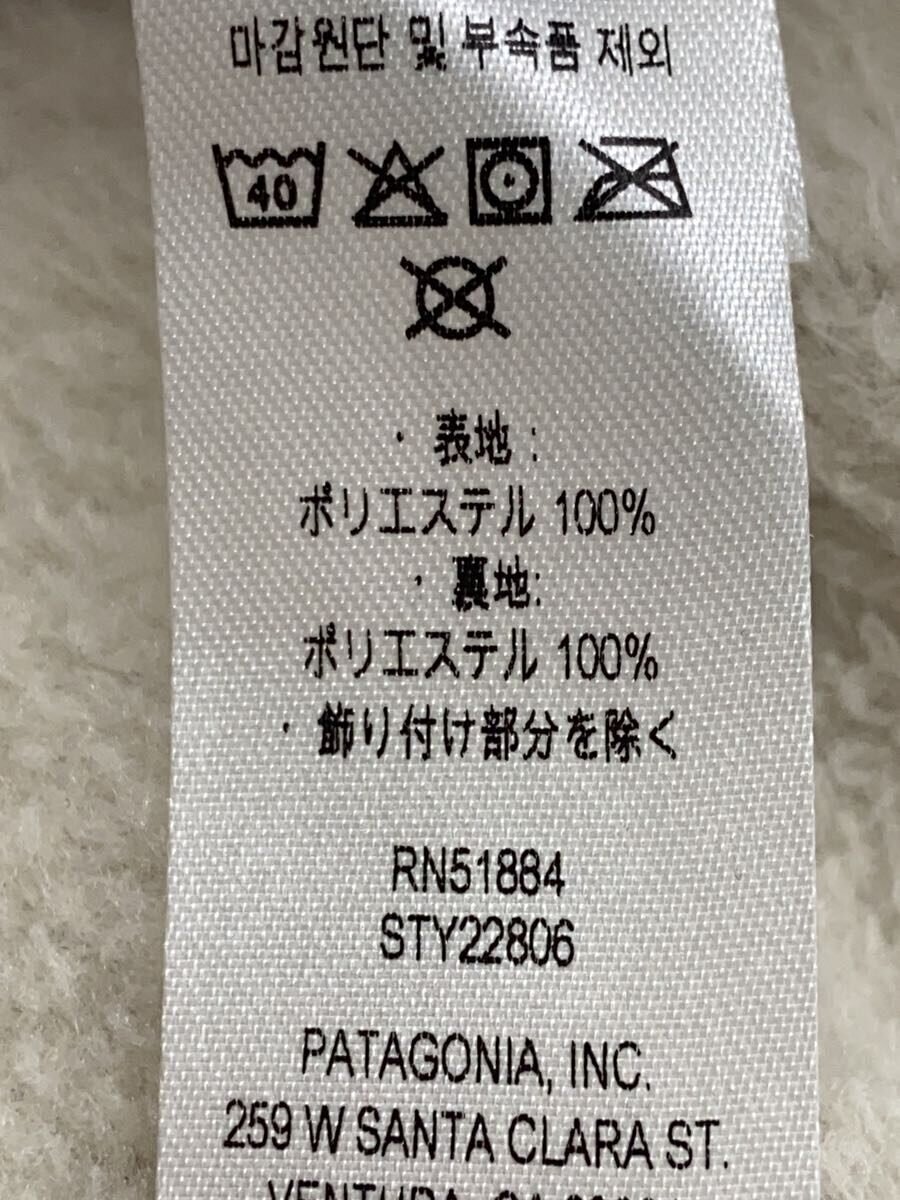 마감원단 및 부속품 제외
40
・ 表地 :
ポリエステル 100%
・ 裏地:
ポリエステル 100%
・ 飾り付け部分を除く
RN51884
STY22806
PATAGONIA, INC.
259 W SANTA CLARA ST.
VENTURA, CA